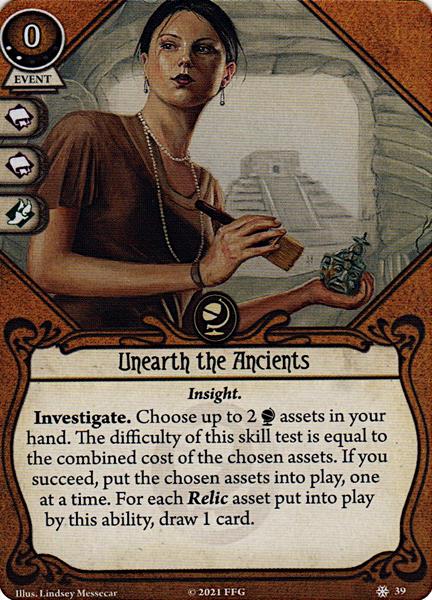 0
EVENT
Unearth the Ancients
Insight.
Investigate. Choose up to 2 assets in your
hand. The difficulty of this skill test is equal to
the combined cost of the chosen assets. If you
succeed, put the chosen assets into play, one
at a time. For each Relic asset put into play
by this ability, draw 1 card.
Illus. Lindsey Messecar
© 2021 FFG
39